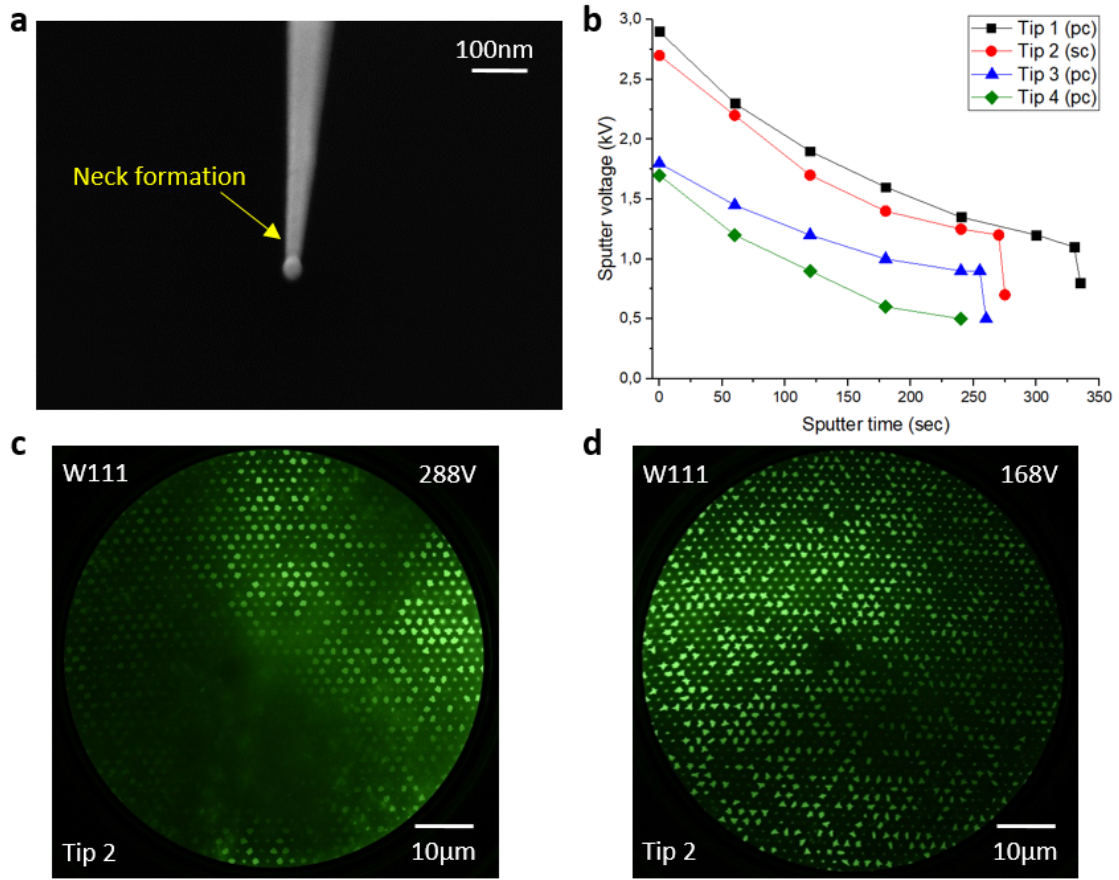 a
100nm
Neck formation
b
3,0
2,5
2,0
1,5
1,0
0,5
0,0
Sputter voltage (kV)
Tip 1 (pc)
Tip 2 (sc)
Tip 3 (pc)
Tip 4 (pc)
0
50
100
150
200
250
300
350
Sputter time (sec)
c
W111
288V
Tip 2
10µm
d
W111
168V
Tip 2
10µm